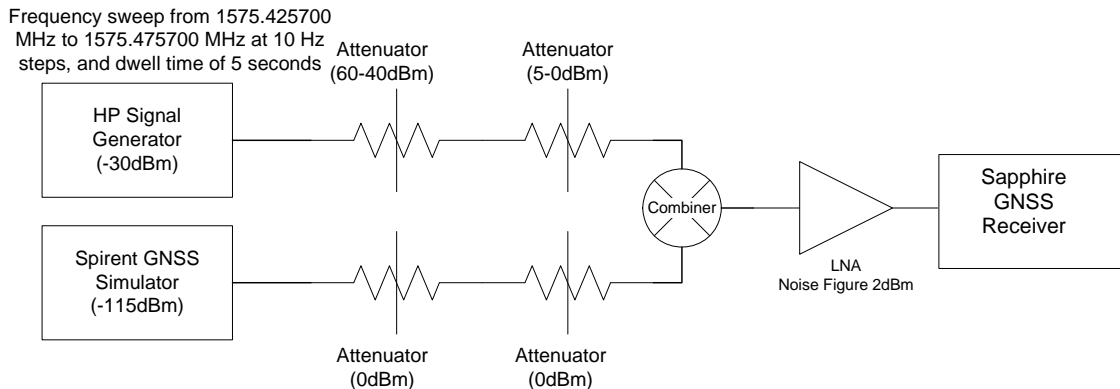 Frequency sweep from 1575.425700
MHz to 1575.475700 MHz at 10 Hz
steps, and dwell time of 5 seconds
Attenuator
(60-40dBm)
Attenuator
(5-0dBm)
HP Signal
Generator
(-30dBm)
Combiner
Sapphire
GNSS
Receiver
LNA
Noise Figure 2dBm
Spirent GNSS
Simulator
(-115dBm)
Attenuator
(0dBm)
Attenuator
(0dBm)